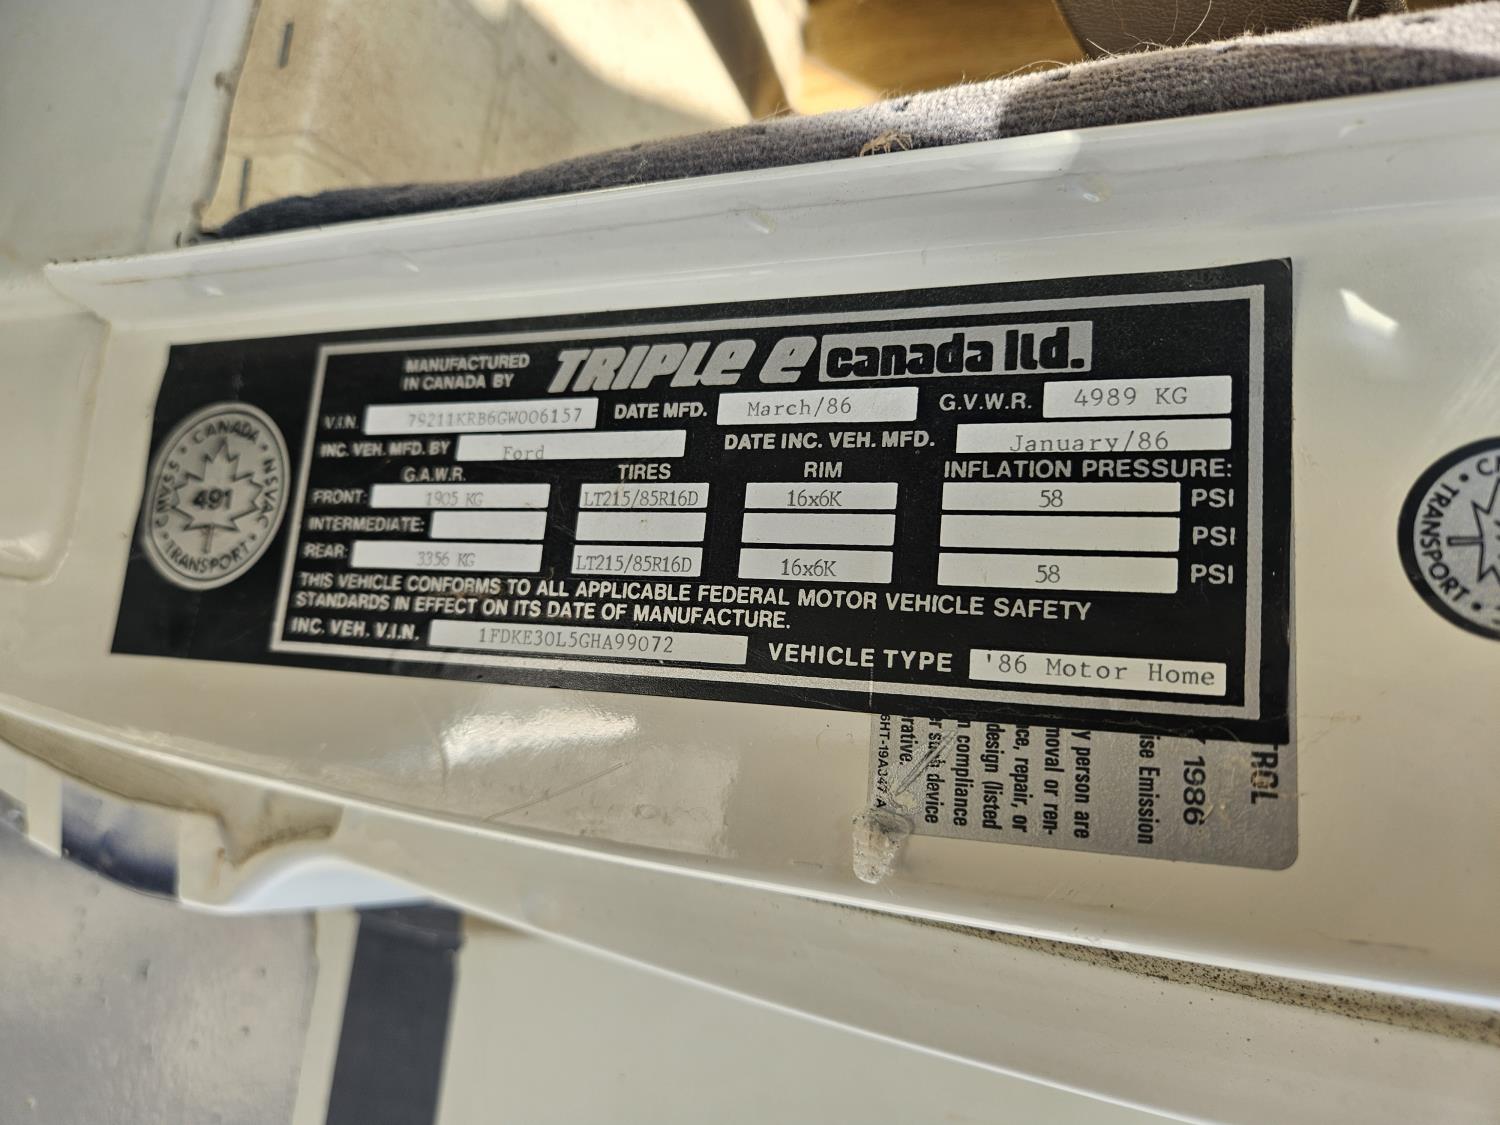 MANUFACTURED
IN CANADA BY
TRIPLE E canada ltd.
V.I.N. 79211KRB6GW006157 DATE MFD. March/86 G.V.W.R. 4989 KG
INC. VEH. MFD. BY Ford DATE INC. VEH. MFD. January/86
G.A.W.R. TIRES RIM INFLATION PRESSURE:
FRONT: 1905 KG LT215/85R16D 16x6K 58 PSI
INTERMEDIATE: PSI
REAR: 3356 KG LT215/85R16D 16x6K 58 PSI
THIS VEHICLE CONFORMS TO ALL APPLICABLE FEDERAL MOTOR VEHICLE SAFETY
STANDARDS IN EFFECT ON ITS DATE OF MANUFACTURE.
INC. VEH. V.I.N. 1FDKE30L5GHA99072 VEHICLE TYPE '86 Motor Home
CANADA
CMVSS
NSVAC
491
TRANSPORT
TROL
1986
ise Emission
y person are
moval or ren-
nce, repair, or
design (listed
n compliance
er such device
rative.
TRANSPORT